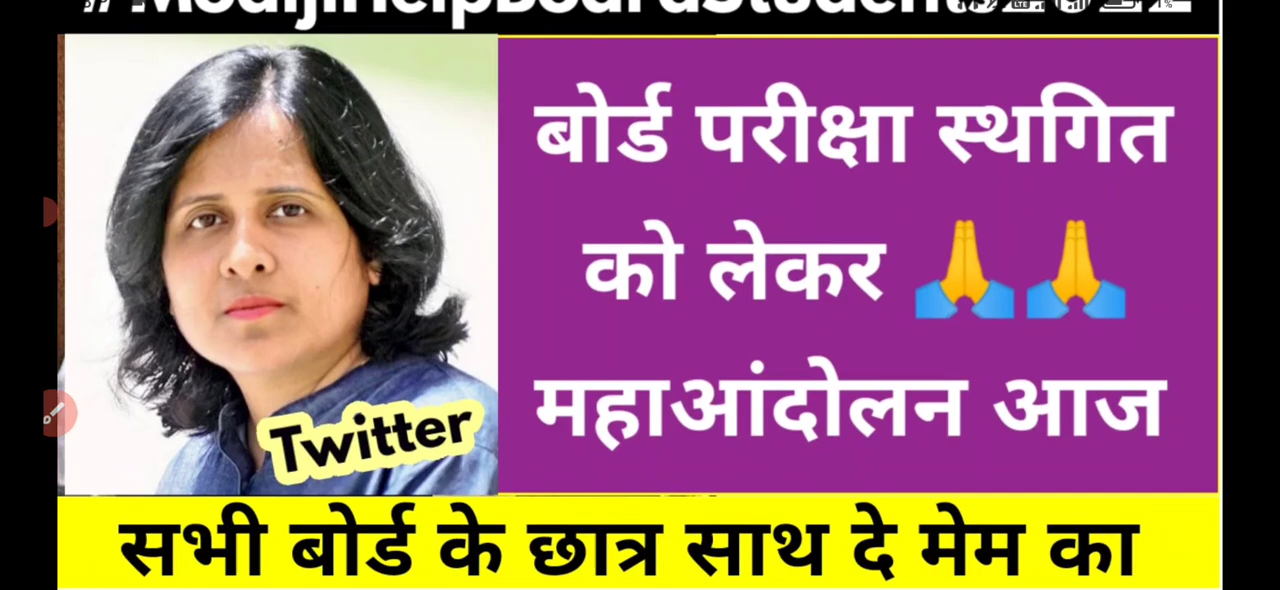 बोर्ड परीक्षा स्थगित
को लेकर 🙏🙏
महाआंदोलन आज
Twitter
सभी बोर्ड के छात्र साथ दे मेम का